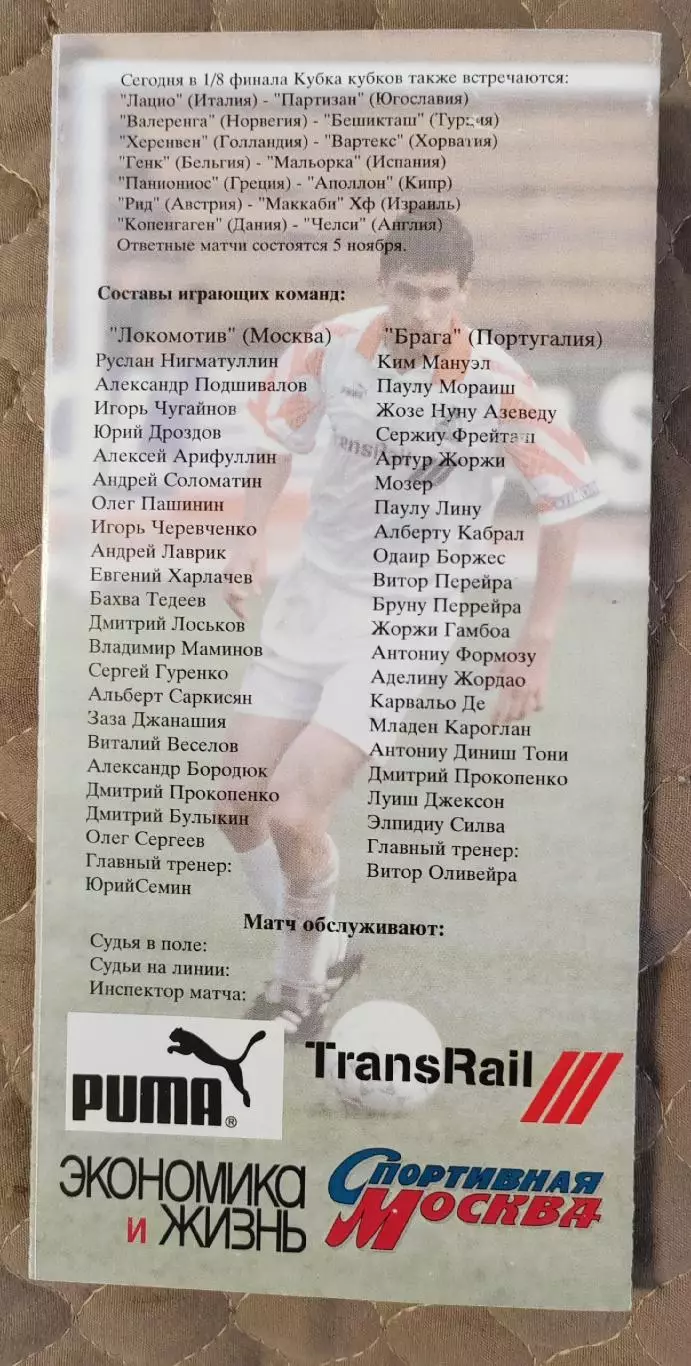 Сегодня в 1/8 финала Кубка кубков также встречаются:
"Лацио" (Италия) - "Партизан" (Югославия)
"Валеренга" (Норвегия) - "Бешикташ" (Турция)
"Херенвен" (Голландия) - "Вартекс" (Хорватия)
"Генк" (Бельгия) - "Мальорка" (Испания)
"Паниониос" (Греция) - "Аполлон" (Кипр)
"Рид" (Австрия) - "Маккаби" Хф (Израиль)
"Копенгаген" (Дания) - "Челси" (Англия)
Ответные матчи состоятся 5 ноября.
Составы играющих команд:
"Локомотив" (Москва)
Руслан Нигматуллин
Александр Подшивалов
Игорь Чугайнов
Юрий Дроздов
Алексей Арифуллин
Андрей Соломатин
Олег Пашинин
Игорь Черевченко
Андрей Лаврик
Евгений Харлачев
Бахва Тедеев
Дмитрий Лоськов
Владимир Маминов
Сергей Гуренко
Альберт Саркисян
Заза Джанашия
Виталий Веселов
Александр Бородюк
Дмитрий Прокопенко
Дмитрий Булыкин
Олег Сергеев
Главный тренер:
ЮрийСемин
"Брага" (Португалия)
Ким Мануэл
Паулу Мораиш
Жозе Нуну Азеведу
Сержиу Фрейташ
Артур Жоржи
Мозер
Паулу Лину
Алберту Кабрал
Одаир Боржес
Витор Перейра
Бруну Перрейра
Жоржи Гамбоа
Антониу Формозу
Аделину Жордао
Карвальо Де
Младен Кароглан
Антониу Диниш Тони
Дмитрий Прокопенко
Луиш Джексон
Элпидиу Силва
Главный тренер:
Витор Оливейра
TransRail
Матч обслуживают:
Судья в поле:
Судьи на линии:
Инспектор матча:
PUMA ®
TransRail
ЭКОНОМИКА
И ЖИЗНЬ
СПОРТИВНАЯ
МОСКВА